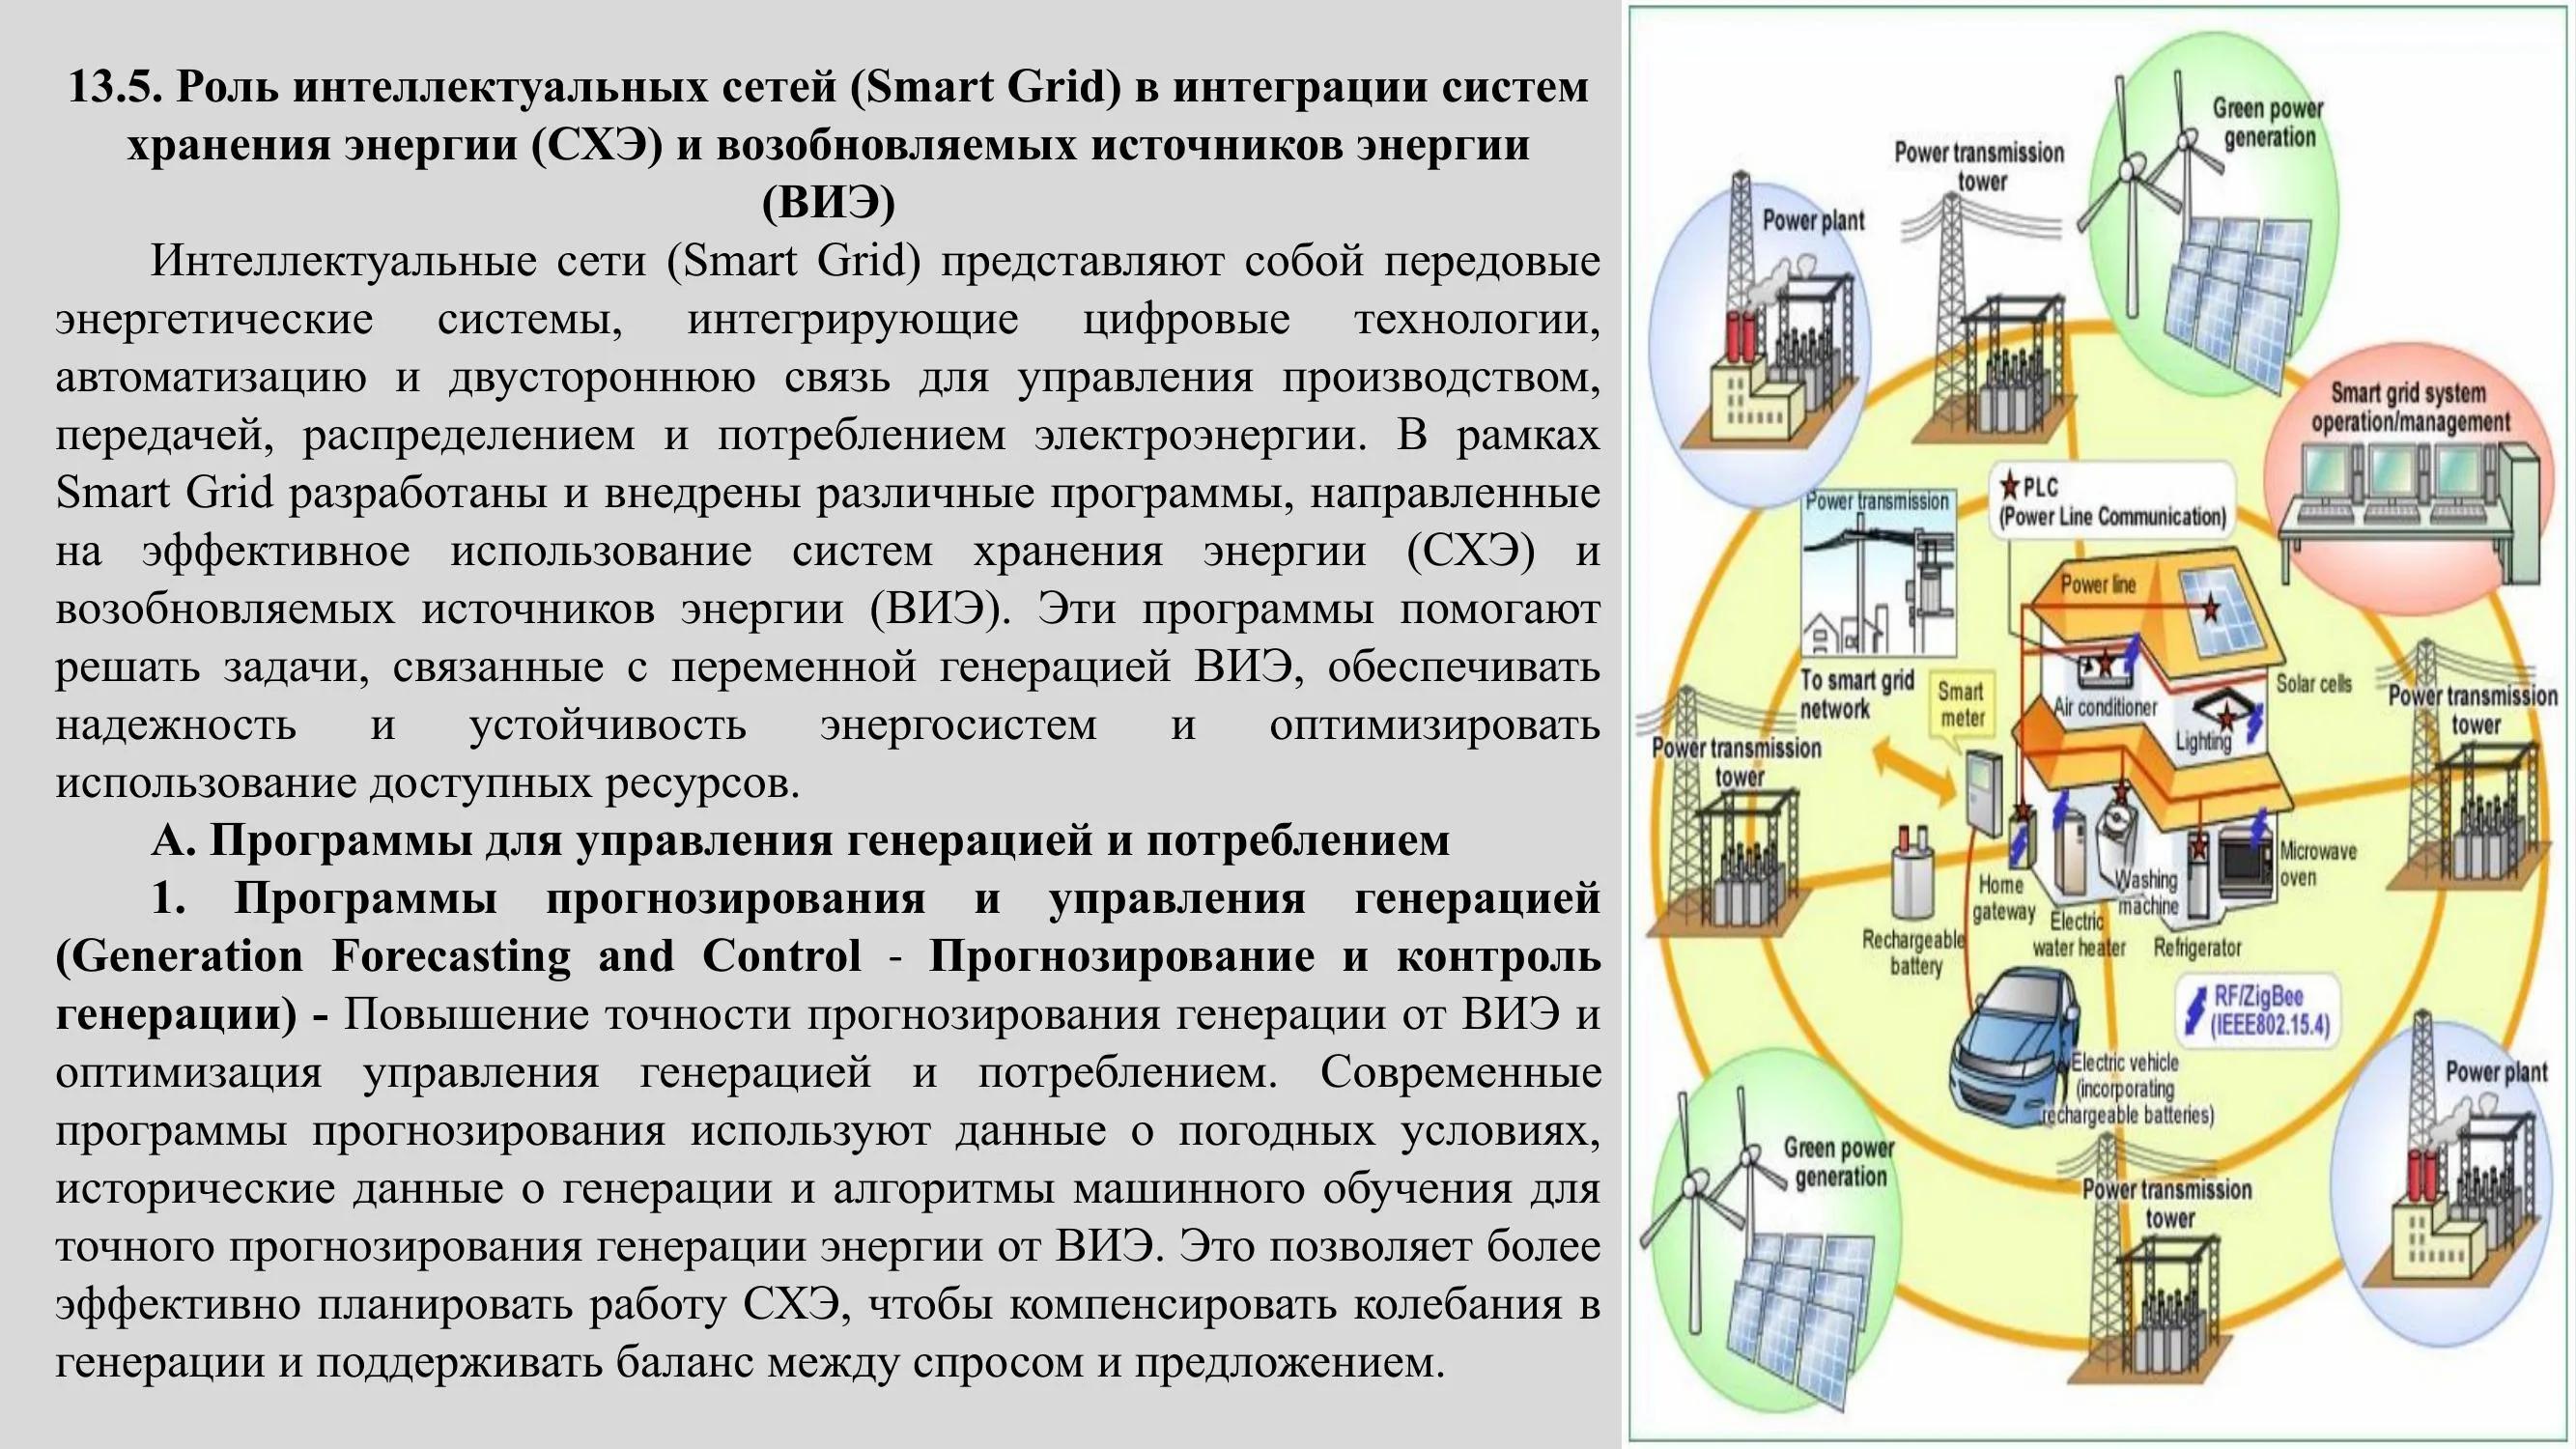 13.5. Роль интеллектуальных сетей (Smart Grid) в интеграции систем
хранения энергии (СХЭ) и возобновляемых источников энергии
(ВИЭ)
Интеллектуальные сети (Smart Grid) представляют собой передовые
энергетические системы, интегрирующие цифровые технологии,
автоматизацию и двустороннюю связь для управления производством,
передачей, распределением и потреблением электроэнергии. В рамках
Smart Grid разработаны и внедрены различные программы, направленные
на эффективное использование систем хранения энергии (СХЭ) и
возобновляемых источников энергии (ВИЭ). Эти программы помогают
решать задачи, связанные с переменной генерацией ВИЭ, обеспечивать
надежность и устойчивость энергосистем и оптимизировать
использование доступных ресурсов.
А. Программы для управления генерацией и потреблением
1. Программы прогнозирования и управления генерацией
(Generation Forecasting and Control - Прогнозирование и контроль
генерации) - Повышение точности прогнозирования генерации от ВИЭ и
оптимизация управления генерацией и потреблением. Современные
программы прогнозирования используют данные о погодных условиях,
исторические данные о генерации и алгоритмы машинного обучения для
точного прогнозирования генерации энергии от ВИЭ. Это позволяет более
эффективно планировать работу СХЭ, чтобы компенсировать колебания в
генерации и поддерживать баланс между спросом и предложением.
Green power
generation
Power transmission
tower
Power plant
Smart grid system
operation/management
PLC
(Power Line Communication)
Power transmission
Power line
Solar cells
To smart grid
network
Smart
meter
Air conditioner
Lighting
Power transmission
tower
Power transmission
tower
Microwave
oven
Washing
machine
Home
gateway
Electric
water heater
Refrigerator
Rechargeable
battery
RF/ZigBee
(IEEE802.15.4)
Electric vehicle
(incorporating
rechargeable batteries)
Power plant
Green power
generation
Power transmission
tower